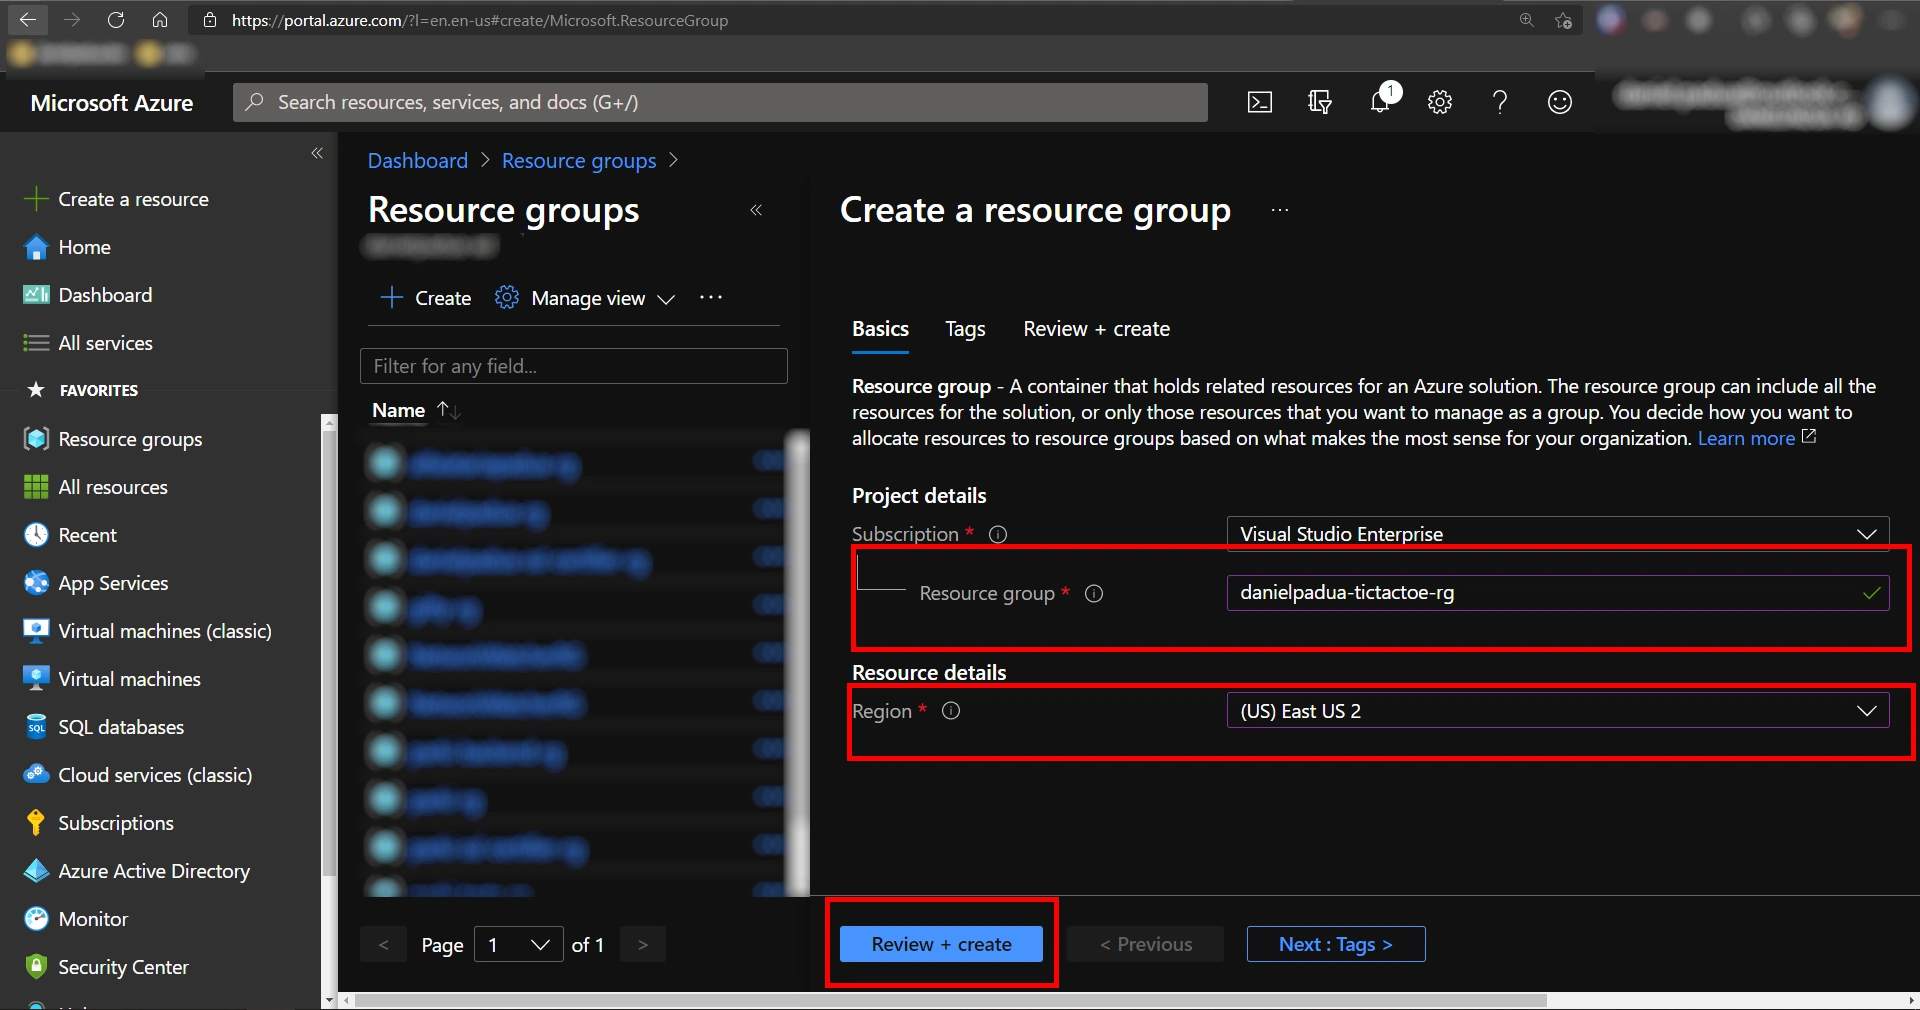 https://portal.azure.com/?l=en.en-us#create/Microsoft.ResourceGroup
Microsoft Azure
Search resources, services, and docs (G+/)
1
Create a resource
Home
Dashboard
All services
FAVORITES
Resource groups
All resources
Recent
App Services
Virtual machines (classic)
Virtual machines
SQL databases
Cloud services (classic)
Subscriptions
Azure Active Directory
Monitor
Security Center
Dashboard > Resource groups >
Resource groups
Create
Manage view
Filter for any field...
Name
< Page 1 of 1 >
Create a resource group
Basics
Tags
Review + create
Resource group - A container that holds related resources for an Azure solution. The resource group can include all the
resources for the solution, or only those resources that you want to manage as a group. You decide how you want to
allocate resources to resource groups based on what makes the most sense for your organization. Learn more
Project details
Subscription *
Visual Studio Enterprise
Resource group *
danielpadua-tictactoe-rg
Resource details
Region *
(US) East US 2
Review + create
< Previous
Next : Tags >